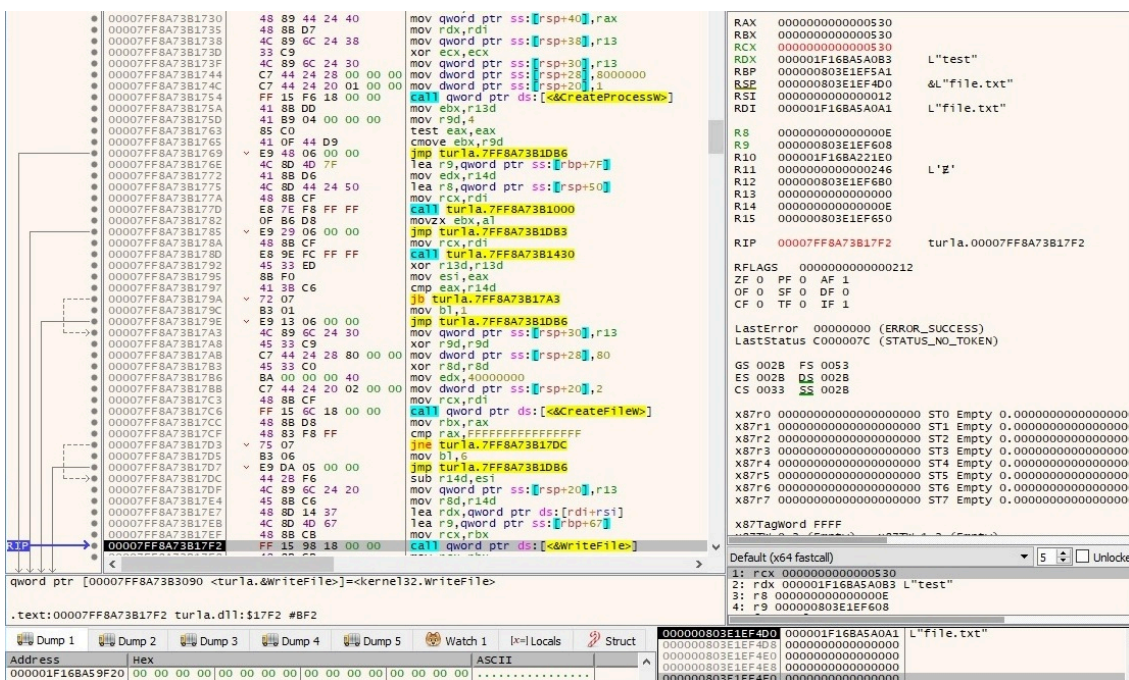 00007FF8A73B1730 48 89 44 24 40 mov qword ptr ss:[rsp+40],rax
00007FF8A73B1735 48 8B D7 mov rdx,rdi
00007FF8A73B1738 4C 89 6C 24 38 mov qword ptr ss:[rsp+38],r13
00007FF8A73B173D 33 C9 xor ecx,ecx
00007FF8A73B173F 4C 89 6C 24 30 mov qword ptr ss:[rsp+30],r13
00007FF8A73B1744 C7 44 24 28 00 00 00 mov dword ptr ss:[rsp+28],8000000
00007FF8A73B174C C7 44 24 20 01 00 00 mov dword ptr ss:[rsp+20],1
00007FF8A73B1754 FF 15 F6 18 00 00 call qword ptr ds:[<&CreateProcessW>]
00007FF8A73B175A 41 8B DD mov ebx,r13d
00007FF8A73B175D 41 B9 04 00 00 00 mov r9d,4
00007FF8A73B1763 85 C0 test eax,eax
00007FF8A73B1765 41 0F 44 D9 cmove ebx,r9d
00007FF8A73B1769 E9 48 06 00 00 jmp turla.7FF8A73B1DB6
00007FF8A73B176E 4C 8D 4D 7F lea r9,qword ptr ss:[rbp+7F]
00007FF8A73B1772 41 8B D6 mov edx,r14d
00007FF8A73B1775 4C 8D 44 24 50 lea r8,qword ptr ss:[rsp+50]
00007FF8A73B177A 48 8B CF mov rcx,rdi
00007FF8A73B177D E8 7E F8 FF FF call turla.7FF8A73B1000
00007FF8A73B1782 0F B6 D8 movzx ebx,al
00007FF8A73B1785 E9 29 06 00 00 jmp turla.7FF8A73B1DB3
00007FF8A73B178A 48 8B CF mov rcx,rdi
00007FF8A73B178D E8 9E FC FF FF call turla.7FF8A73B1430
00007FF8A73B1792 45 33 ED xor r13d,r13d
00007FF8A73B1795 8B F0 mov esi,eax
00007FF8A73B1797 41 3B C6 cmp eax,r14d
00007FF8A73B179A 72 07 jb turla.7FF8A73B17A3
00007FF8A73B179C B3 01 mov bl,1
00007FF8A73B179E E9 13 06 00 00 jmp turla.7FF8A73B1DB6
00007FF8A73B17A3 4C 89 6C 24 30 mov qword ptr ss:[rsp+30],r13
00007FF8A73B17A8 45 33 C9 xor r9d,r9d
00007FF8A73B17AB C7 44 24 28 80 00 00 mov dword ptr ss:[rsp+28],80
00007FF8A73B17B3 45 33 C0 xor r8d,r8d
00007FF8A73B17B6 BA 00 00 00 40 mov edx,40000000
00007FF8A73B17BB C7 44 24 20 02 00 00 mov dword ptr ss:[rsp+20],2
00007FF8A73B17C3 48 8B CF mov rcx,rdi
00007FF8A73B17C6 FF 15 6C 18 00 00 call qword ptr ds:[<&CreateFileW>]
00007FF8A73B17CC 48 8B D8 mov rbx,rax
00007FF8A73B17CF 48 83 F8 FF cmp rax,FFFFFFFFFFFFFFFF
00007FF8A73B17D3 75 07 jne turla.7FF8A73B17DC
00007FF8A73B17D5 B3 06 mov bl,6
00007FF8A73B17D7 E9 DA 05 00 00 jmp turla.7FF8A73B1DB6
00007FF8A73B17DC 44 2B F6 sub r14d,esi
00007FF8A73B17DF 4C 89 6C 24 20 mov qword ptr ss:[rsp+20],r13
00007FF8A73B17E4 45 8B C6 mov r8d,r14d
00007FF8A73B17E7 48 8D 14 37 lea rdx,qword ptr ds:[rdi+rsi]
00007FF8A73B17EB 4C 8D 4D 67 lea r9,qword ptr ss:[rbp+67]
00007FF8A73B17EF 48 8B CB mov rcx,rbx
RIP 00007FF8A73B17F2 FF 15 98 18 00 00 call qword ptr ds:[<&WriteFile>]
RAX 0000000000000530
RBX 0000000000000530
RCX 0000000000000530
RDX 000001F16BA5A0B3 L"test"
RBP 000000803E1EF5A1
RSP 000000803E1EF4D0 &L"file.txt"
RSI 0000000000000012
RDI 000001F16BA5A0A1 L"file.txt"
R8 000000000000000E
R9 000000803E1EF608
R10 000001F16BA221E0
R11 0000000000000246
R12 000000803E1EF6B0
R13 0000000000000000
R14 000000000000000E
R15 000000803E1EF650
RIP 00007FF8A73B17F2 turla.00007FF8A73B17F2
RFLAGS 0000000000000212
ZF 0 PF 0 AF 1
OF 0 SF 0 DF 0
CF 0 TF 0 IF 1
LastError 00000000 (ERROR_SUCCESS)
LastStatus C000007C (STATUS_NO_TOKEN)
GS 002B FS 0053
ES 002B DS 002B
CS 0033 SS 002B
x87r0 00000000000000000000 ST0 Empty 0.000000000000000
x87r1 00000000000000000000 ST1 Empty 0.000000000000000
x87r2 00000000000000000000 ST2 Empty 0.000000000000000
x87r3 00000000000000000000 ST3 Empty 0.000000000000000
x87r4 00000000000000000000 ST4 Empty 0.000000000000000
x87r5 00000000000000000000 ST5 Empty 0.000000000000000
x87r6 00000000000000000000 ST6 Empty 0.000000000000000
x87r7 00000000000000000000 ST7 Empty 0.000000000000000
x87TagWord FFFF
Default (x64 fastcall) 5 Unlocke
1: rcx 0000000000000530
2: rdx 000001F16BA5A0B3 L"test"
3: r8 000000000000000E
4: r9 000000803E1EF608
qword ptr [00007FF8A73B3090 <turla.&WriteFile>]=<kernel32.WriteFile>
.text:00007FF8A73B17F2 turla.dll:$17F2 #BF2
Dump 1 Dump 2 Dump 3 Dump 4 Dump 5 Watch 1 [x=] Locals Struct
Address Hex ASCII
000001F16BA59F20 00 00 00 00 00 00 00 00 00 00 00 00 00 00 00 00 ................
000000803E1EF4D0 000001F16BA5A0A1 L"file.txt"
000000803E1EF4D8 0000000000000000
000000803E1EF4E0 0000000000000000
000000803E1EF4E8 0000000000000000
000000803E1EF4F0 0000000000000000